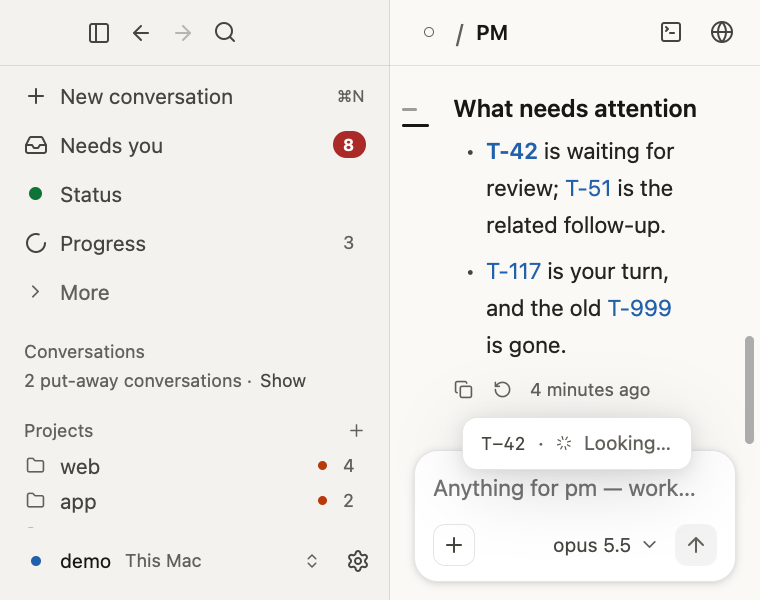 / PM
New conversation ⌘N
Needs you 8
Status
Progress 3
More
Conversations
2 put-away conversations · Show
Projects
web 4
app 2
demo This Mac
What needs attention
• T-42 is waiting for
review; T-51 is the
related follow-up.
• T-117 is your turn,
and the old T-999
is gone.
4 minutes ago
T-42 · Looking...
Anything for pm — work...
opus 5.5